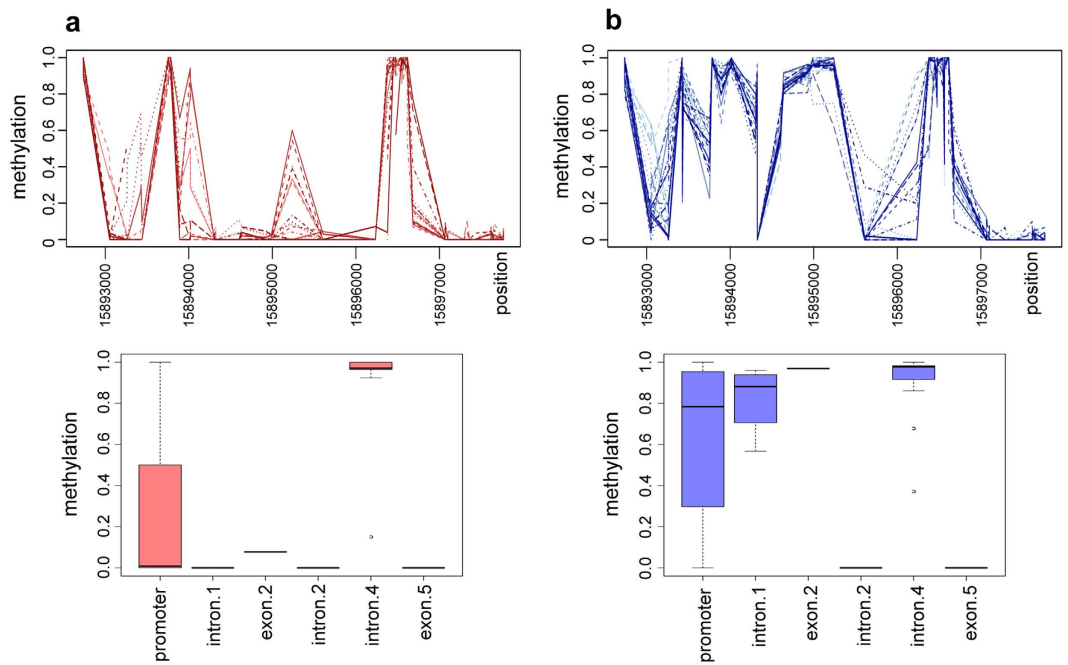 a
b
methylation
1.0
0.8
0.6
0.4
0.2
0
15893000
15894000
15895000
15896000
15897000
position
methylation
1.0
0.8
0.6
0.4
0.2
0
15893000
15894000
15895000
15896000
15897000
position
methylation
1.0
0.8
0.6
0.4
0.2
0.0
promoter
intron.1
exon.2
intron.2
intron.4
exon.5
methylation
1.0
0.8
0.6
0.4
0.2
0.0
promoter
intron.1
exon.2
intron.2
intron.4
exon.5